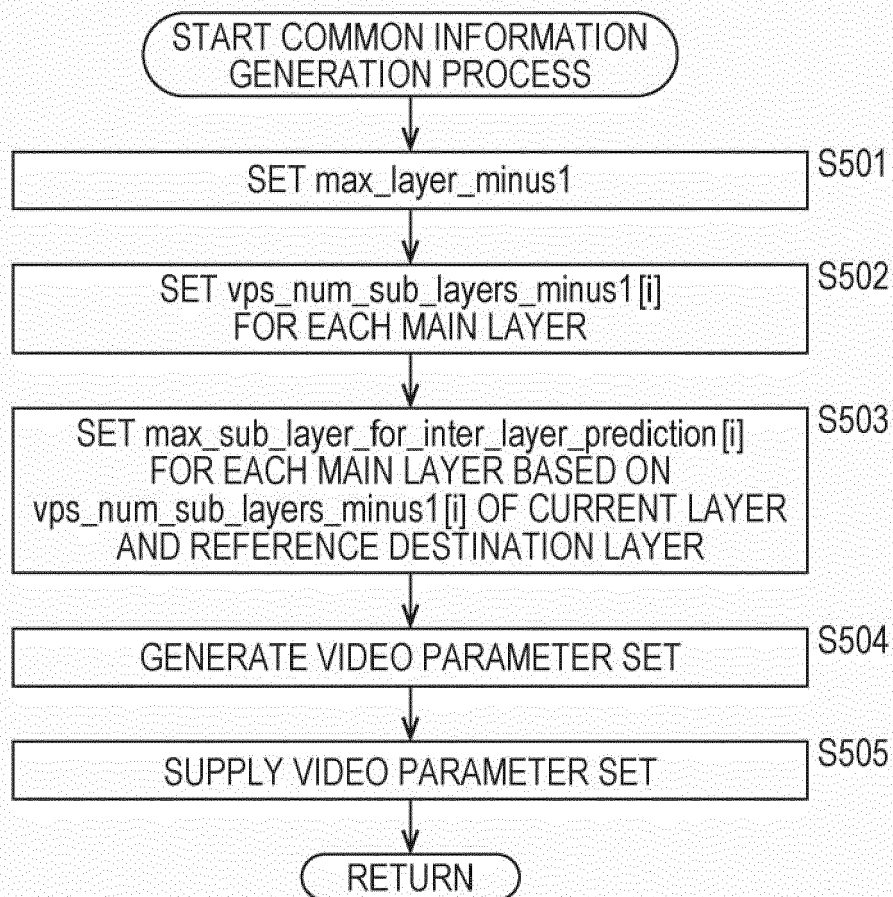 START COMMON INFORMATION
GENERATION PROCESS
SET max_layer_minus1
S501
SET vps_num_sub_layers_minus1[i]
FOR EACH MAIN LAYER
S502
SET max_sub_layer_for_inter_layer_prediction[i]
FOR EACH MAIN LAYER BASED ON
vps_num_sub_layers_minus1[i] OF CURRENT LAYER
AND REFERENCE DESTINATION LAYER
S503
GENERATE VIDEO PARAMETER SET
S504
SUPPLY VIDEO PARAMETER SET
S505
RETURN